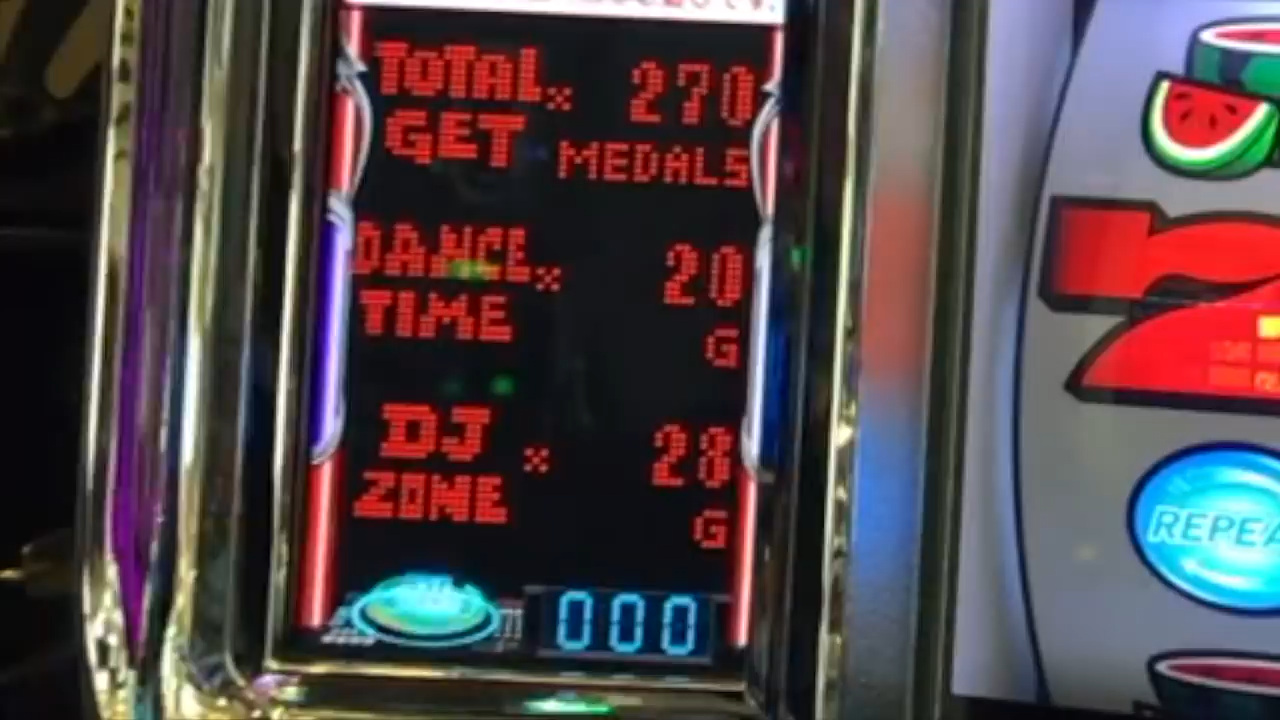 TOTAL × 270
GET MEDALS
DANCE × 20
TIME G
DJ × 28
ZONE G
000
REPEA